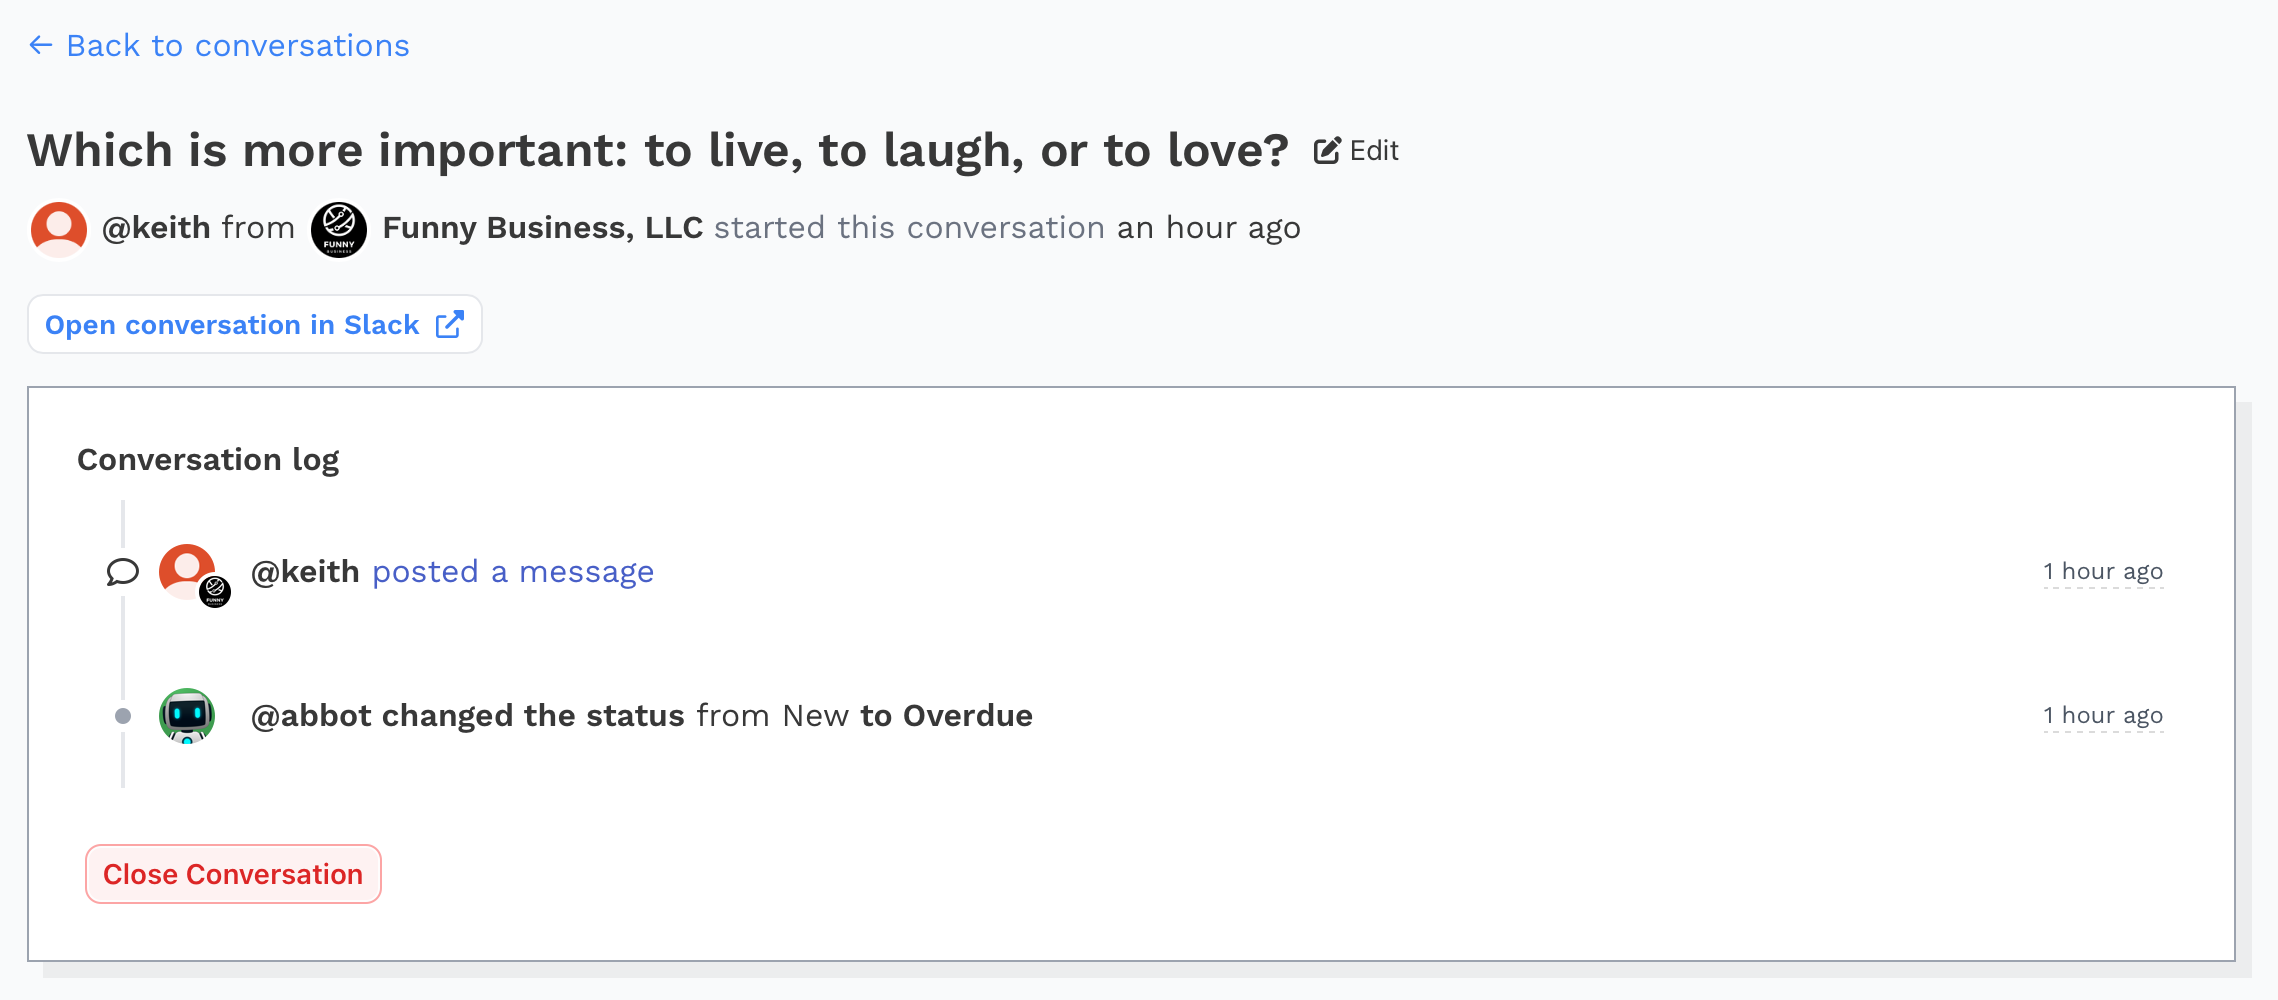 ← Back to conversations
Which is more important: to live, to laugh, or to love? Edit
@keith from FUNNY BUSINESS Funny Business, LLC started this conversation an hour ago
Open conversation in Slack
Conversation log
@keith posted a message 1 hour ago
FUNNY
@abbot changed the status from New to Overdue 1 hour ago
Close Conversation